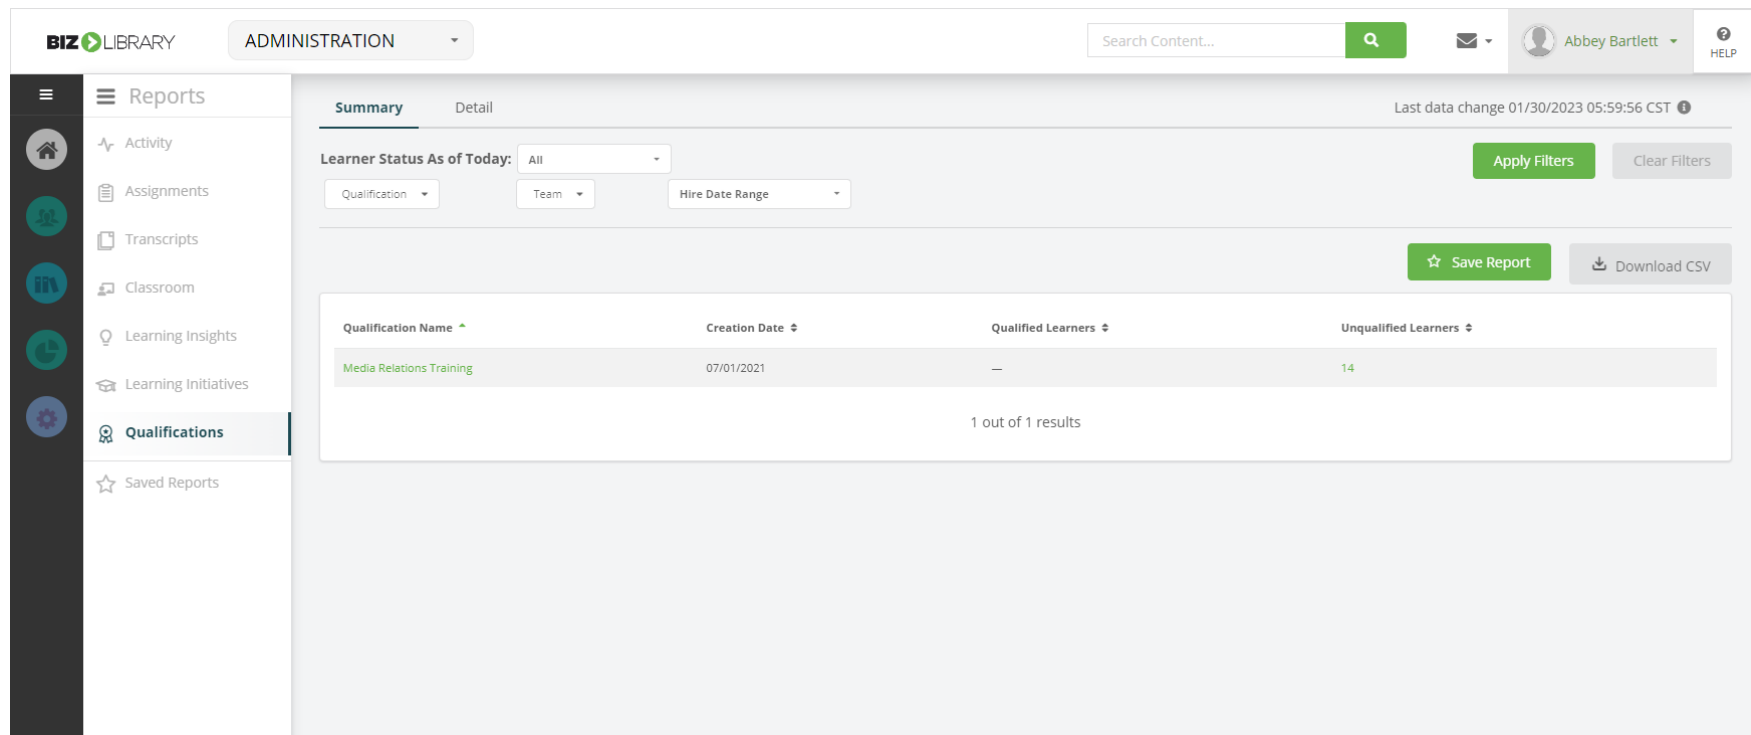 BIZ LIBRARY
ADMINISTRATION
Search Content...
Abbey Bartlett
HELP
Reports
Activity
Assignments
Transcripts
Classroom
Learning Insights
Learning Initiatives
Qualifications
Saved Reports
Summary Detail
Last data change 01/30/2023 05:59:56 CST
Learner Status As of Today: All
Apply Filters Clear Filters
Qualification Team Hire Date Range
Save Report Download CSV
Qualification Name Creation Date Qualified Learners Unqualified Learners
Media Relations Training 07/01/2021 — 14
1 out of 1 results